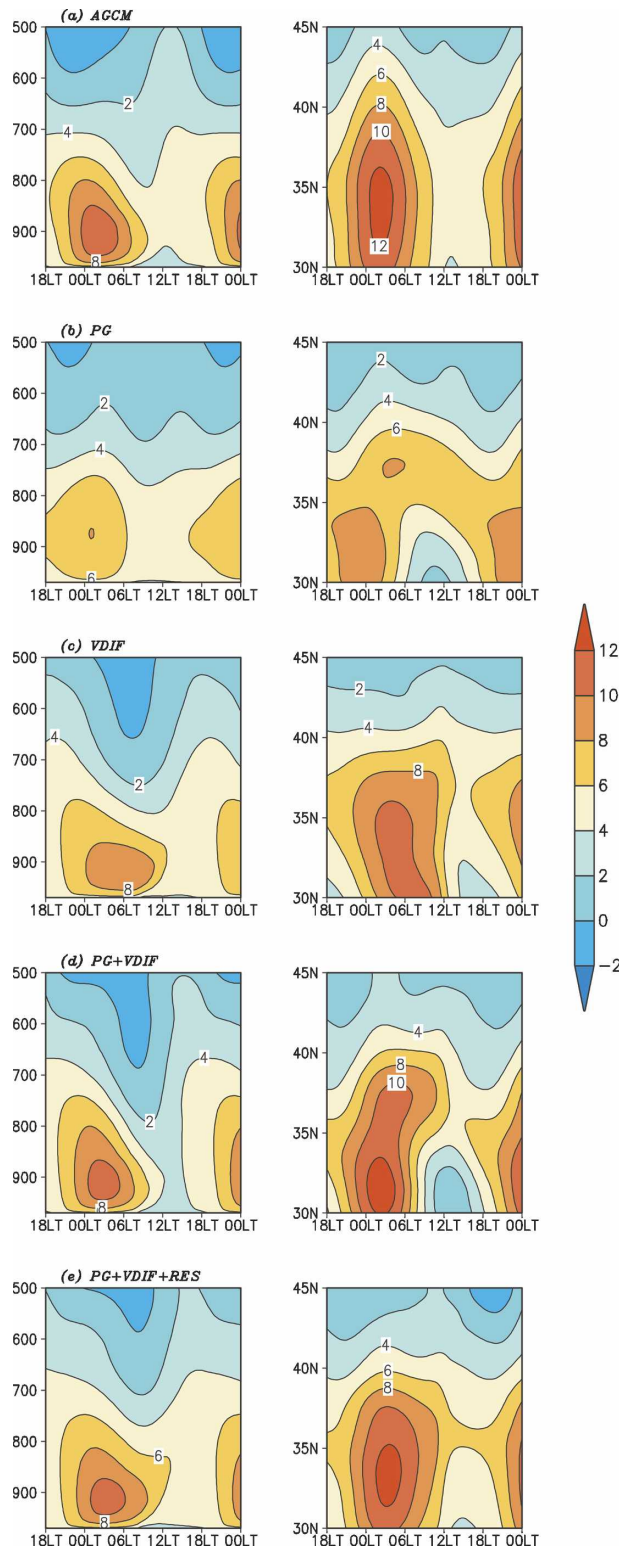 (a) AGCM
500
600
700
800
900
2
4
8
18LT 00LT 06LT 12LT 18LT 00LT
45N
40N
35N
30N
4
6
8
10
12
18LT 00LT 06LT 12LT 18LT 00LT
(b) PG
500
600
700
800
900
2
4
6
18LT 00LT 06LT 12LT 18LT 00LT
45N
40N
35N
30N
2
4
6
18LT 00LT 06LT 12LT 18LT 00LT
(c) VDIF
500
600
700
800
900
4
2
8
18LT 00LT 06LT 12LT 18LT 00LT
45N
40N
35N
30N
2
4
8
18LT 00LT 06LT 12LT 18LT 00LT
12
10
8
6
4
2
0
−2
(d) PG+VDIF
500
600
700
800
900
4
2
8
18LT 00LT 06LT 12LT 18LT 00LT
45N
40N
35N
30N
4
8
10
18LT 00LT 06LT 12LT 18LT 00LT
(e) PG+VDIF+RES
500
600
700
800
900
6
8
18LT 00LT 06LT 12LT 18LT 00LT
45N
40N
35N
30N
4
6
8
18LT 00LT 06LT 12LT 18LT 00LT